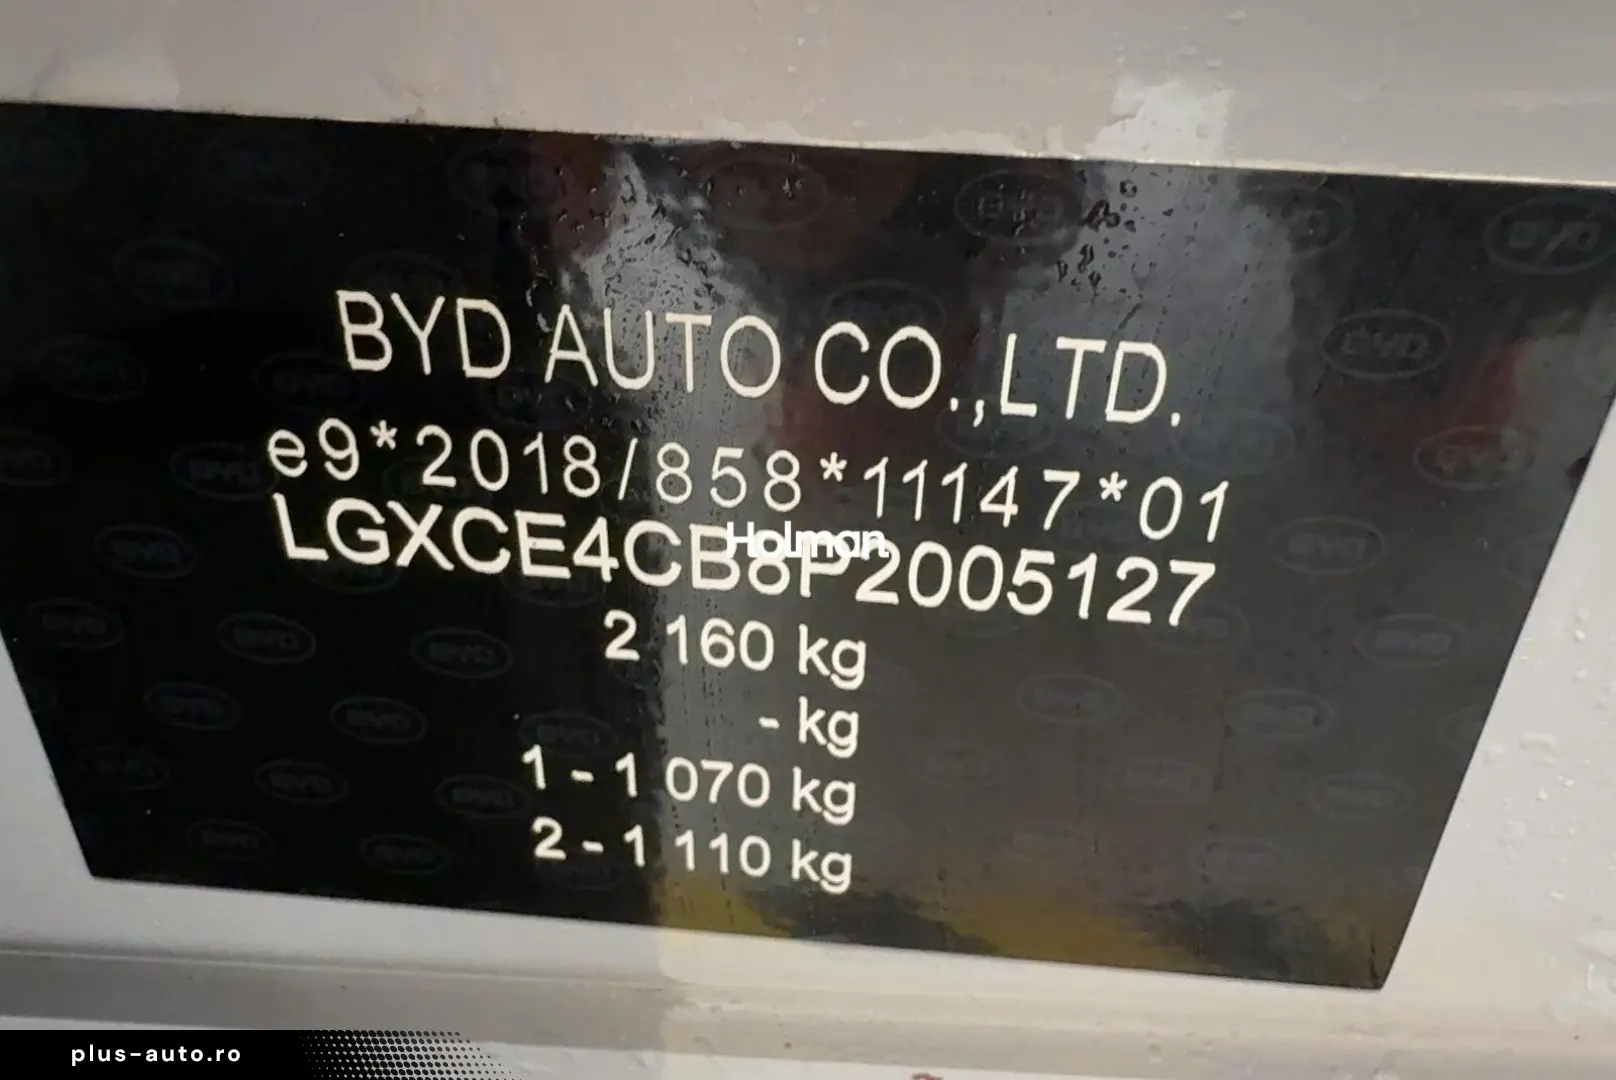 BYD AUTO CO.,LTD.
e9*2018/858*11147*01
LGXCE4CB8P2005127
Holman
2 160 kg
- kg
1 - 1 070 kg
2 - 1 110 kg
plus-auto.ro